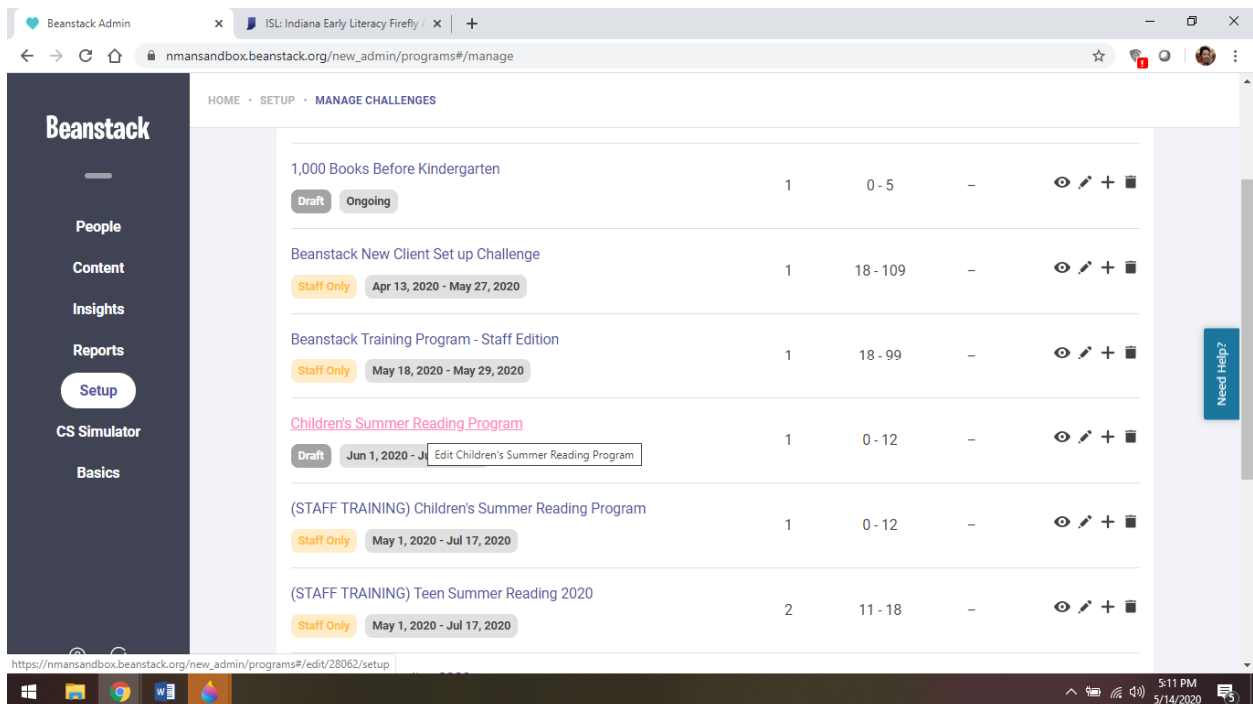 Beanstack Admin
ISL: Indiana Early Literacy Firefly
nmansandbox.beanstack.org/new_admin/programs#/manage
HOME • SETUP • MANAGE CHALLENGES
Beanstack
People
Content
Insights
Reports
Setup
CS Simulator
Basics
1,000 Books Before Kindergarten
1 0 - 5 –
Draft Ongoing
Beanstack New Client Set up Challenge
1 18 - 109 –
Staff Only Apr 13, 2020 - May 27, 2020
Beanstack Training Program - Staff Edition
1 18 - 99 –
Staff Only May 18, 2020 - May 29, 2020
Children's Summer Reading Program
1 0 - 12 –
Draft Jun 1, 2020 -
Edit Children's Summer Reading Program
(STAFF TRAINING) Children's Summer Reading Program
1 0 - 12 –
Staff Only May 1, 2020 - Jul 17, 2020
(STAFF TRAINING) Teen Summer Reading 2020
2 11 - 18 –
Staff Only May 1, 2020 - Jul 17, 2020
Need Help?
https://nmansandbox.beanstack.org/new_admin/programs#/edit/28062/setup
5:11 PM
5/14/2020
5